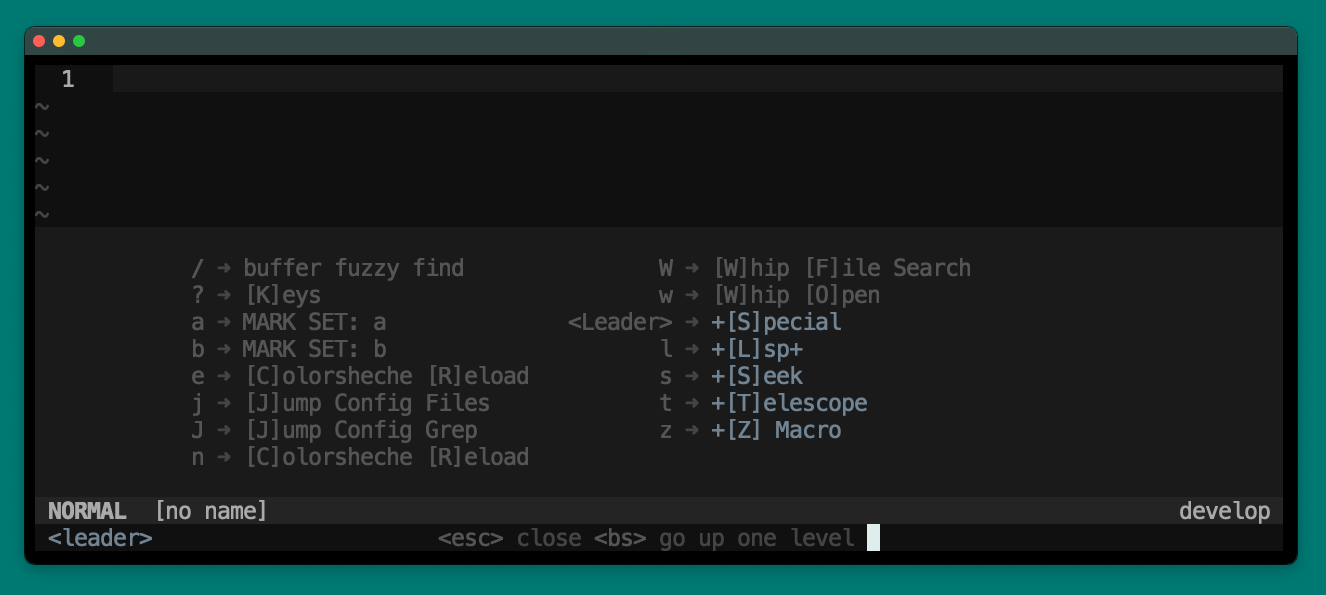 1
~
~
~
~
~
/ → buffer fuzzy find W → [W]hip [F]ile Search
? → [K]eys w → [W]hip [O]pen
a → MARK SET: a <Leader> → +[S]pecial
b → MARK SET: b l → +[L]sp+
e → [C]olorsheche [R]eload s → +[S]eek
j → [J]ump Config Files t → +[T]elescope
J → [J]ump Config Grep z → +[Z] Macro
n → [C]olorsheche [R]eload
NORMAL [no name] develop
<leader> <esc> close <bs> go up one level